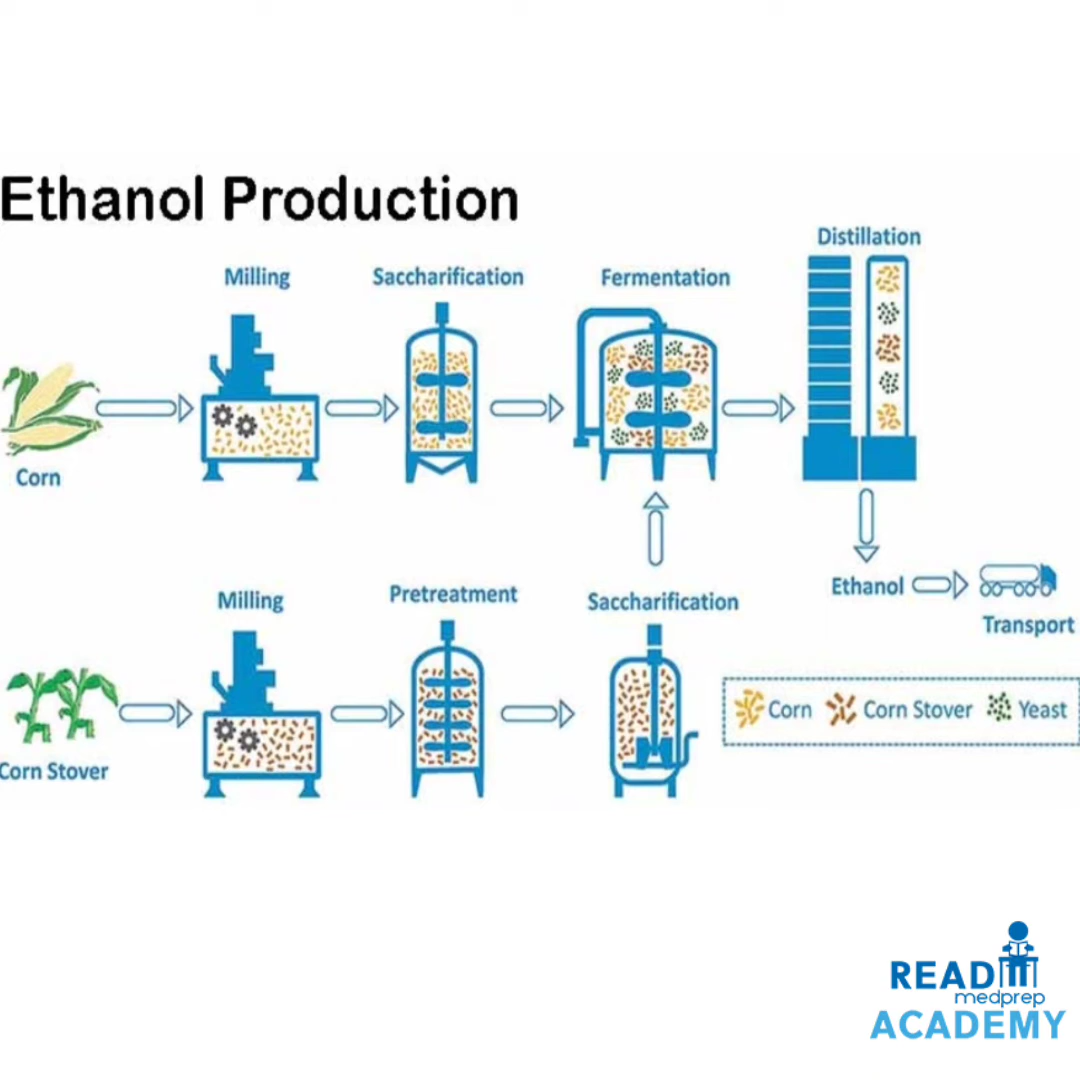 Ethanol Production
Distillation
Milling
Saccharification
Fermentation
Corn
Milling
Pretreatment
Saccharification
Ethanol
Transport
Corn Corn Stover Yeast
Corn Stover
READ
medprep
ACADEMY